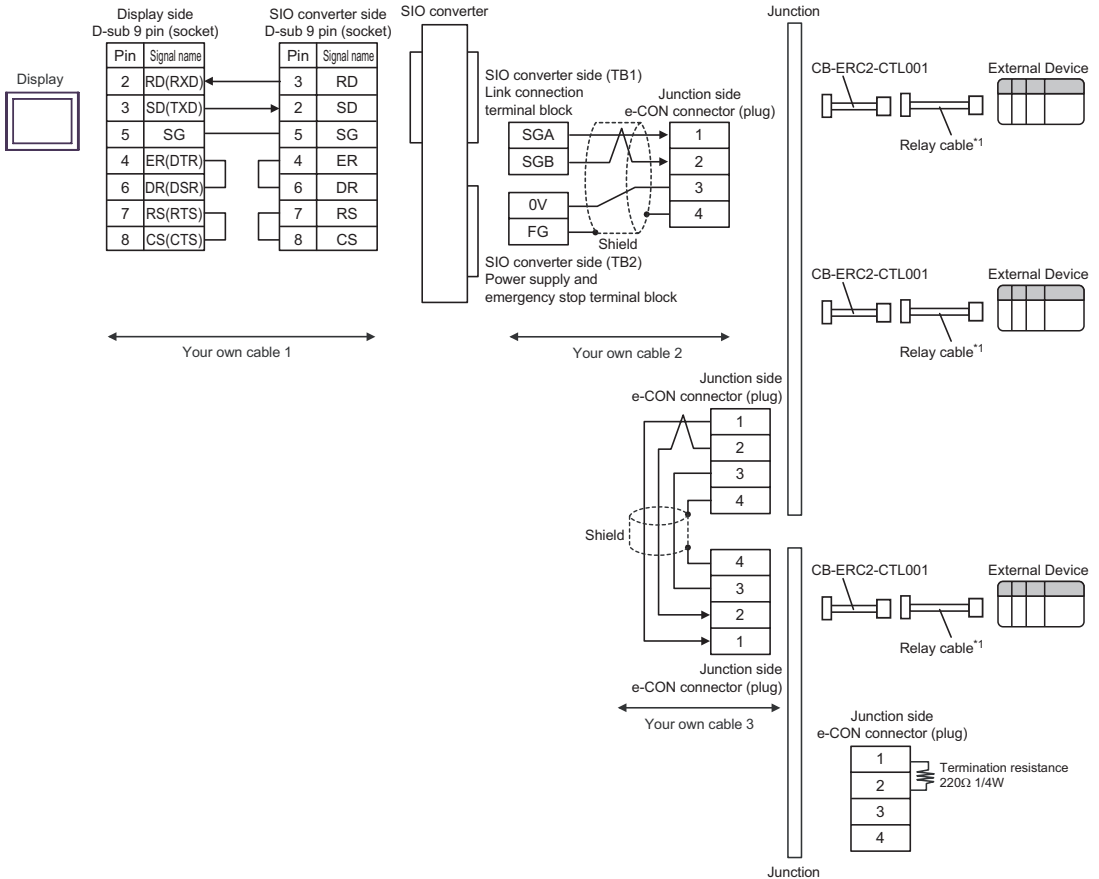 Display
Display side
D-sub 9 pin (socket)
Pin Signal name
2 RD(RXD)
3 SD(TXD)
5 SG
4 ER(DTR)
6 DR(DSR)
7 RS(RTS)
8 CS(CTS)
SIO converter side
D-sub 9 pin (socket)
Pin Signal name
3 RD
2 SD
5 SG
4 ER
6 DR
7 RS
8 CS
Your own cable 1
SIO converter
SIO converter side (TB1)
Link connection
terminal block
SGA
SGB
0V
FG
Shield
SIO converter side (TB2)
Power supply and
emergency stop terminal block
Junction side
e-CON connector (plug)
1
2
3
4
Your own cable 2
Junction side
e-CON connector (plug)
1
2
3
4
Shield
4
3
2
1
Junction side
e-CON connector (plug)
Your own cable 3
Junction
CB-ERC2-CTL001
External Device
Relay cable*1
CB-ERC2-CTL001
External Device
Relay cable*1
CB-ERC2-CTL001
External Device
Relay cable*1
Junction side
e-CON connector (plug)
1
2
3
4
Termination resistance
220Ω 1/4W
Junction